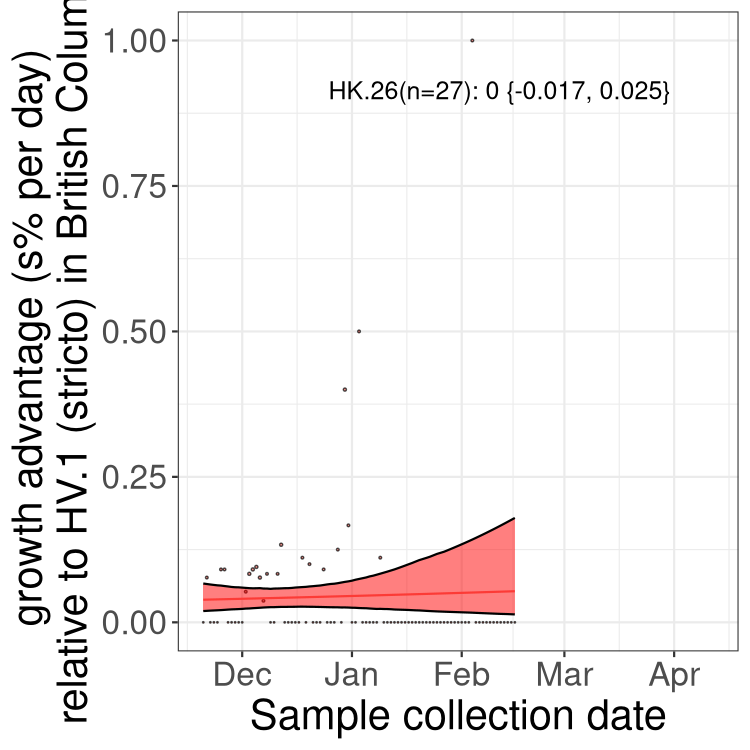 growth advantage (s% per day)
relative to HV.1 (stricto) in British Colum
1.00
0.75
0.50
0.25
0.00
HK.26(n=27): 0 {-0.017, 0.025}
Dec Jan Feb Mar Apr
Sample collection date